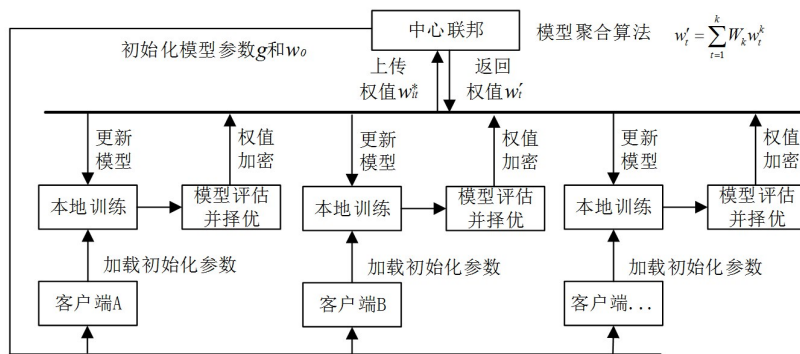 中心联邦
模型聚合算法 w′_t = ∑_{t=1}^{k} W_k w_t^k
初始化模型参数g和w₀
上传
权值w*_it
返回
权值w′_t
更新
模型
权值
加密
更新
模型
权值
加密
更新
模型
权值
加密
本地训练
模型评估
并择优
本地训练
模型评估
并择优
本地训练
模型评估
并择优
加载初始化参数
加载初始化参数
加载初始化参数
客户端A
客户端B
客户端...